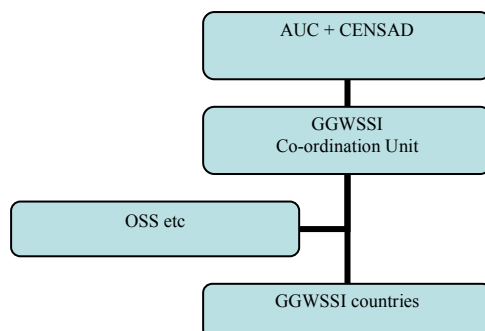 AUC + CENSAD
GGWSSI
Co-ordination Unit
OSS etc
GGWSSI countries